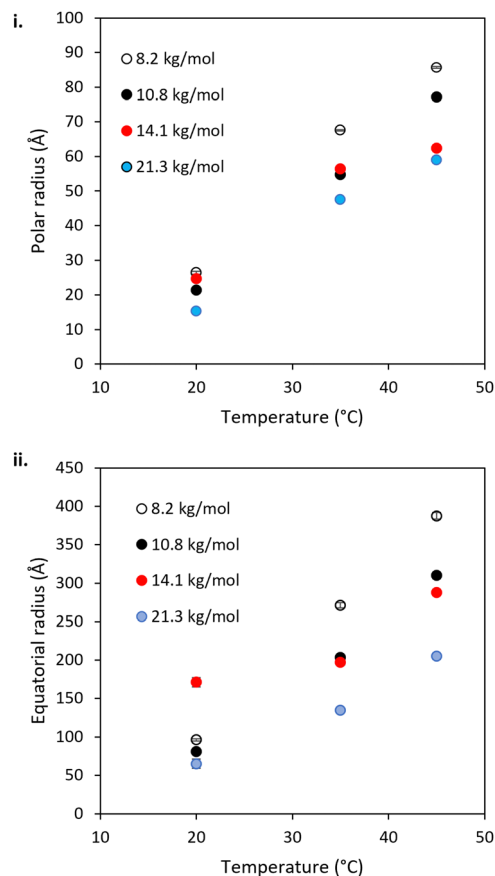 i.
100
90
80
70
60
50
40
30
20
10
0
Polar radius (Å)
8.2 kg/mol
10.8 kg/mol
14.1 kg/mol
21.3 kg/mol
10 20 30 40 50
Temperature (°C)
ii.
450
400
350
300
250
200
150
100
50
0
Equatorial radius (Å)
8.2 kg/mol
10.8 kg/mol
14.1 kg/mol
21.3 kg/mol
10 20 30 40 50
Temperature (°C)